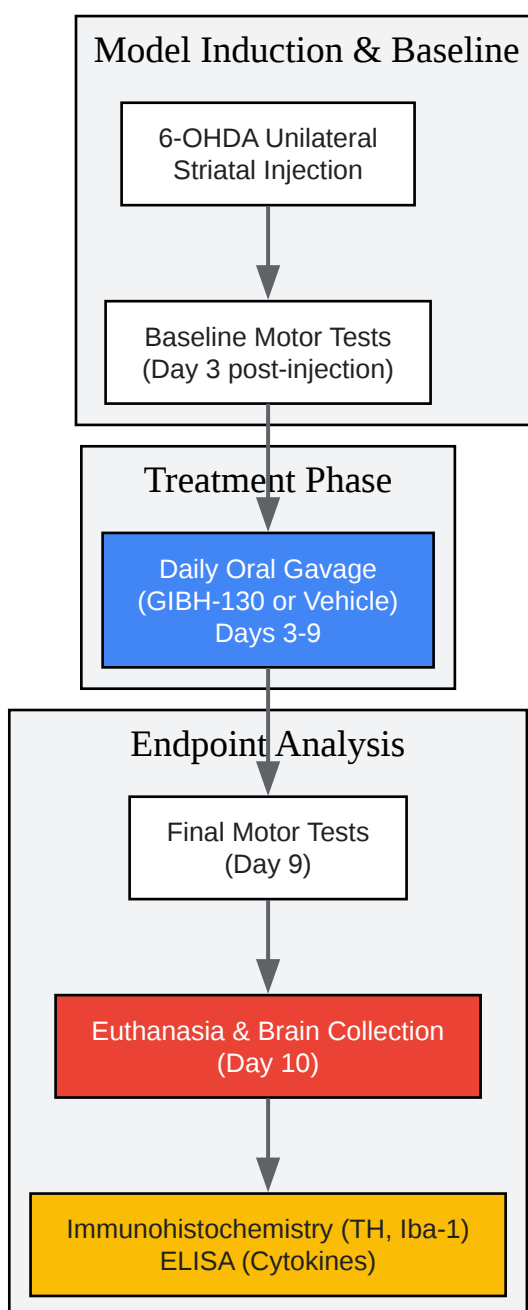 Model Induction & Baseline
6-OHDA Unilateral
Striatal Injection
Baseline Motor Tests
(Day 3 post-injection)
Treatment Phase
Daily Oral Gavage
(GIBH-130 or Vehicle)
Days 3-9
Endpoint Analysis
Final Motor Tests
(Day 9)
Euthanasia & Brain Collection
(Day 10)
Immunohistochemistry (TH, Iba-1)
ELISA (Cytokines)